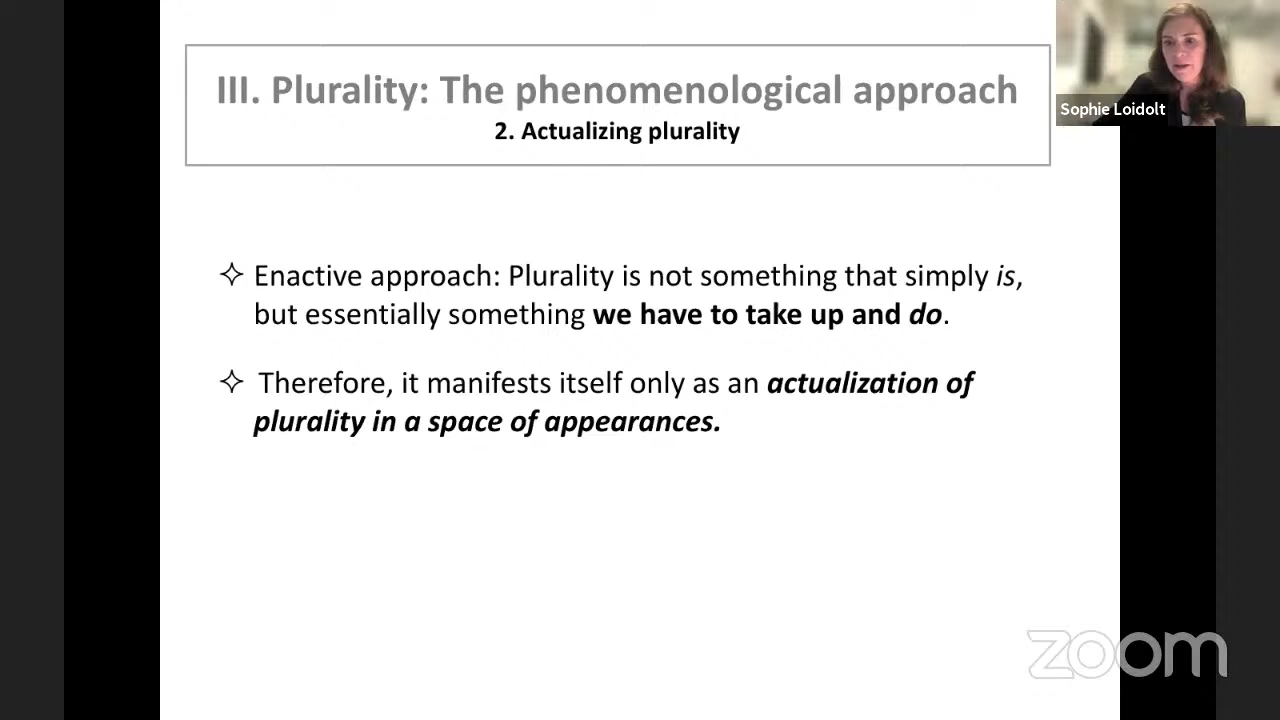 III. Plurality: The phenomenological approach
2. Actualizing plurality
Sophie Loidolt
✧ Enactive approach: Plurality is not something that simply is,
but essentially something we have to take up and do.
✧ Therefore, it manifests itself only as an actualization of
plurality in a space of appearances.
zoom